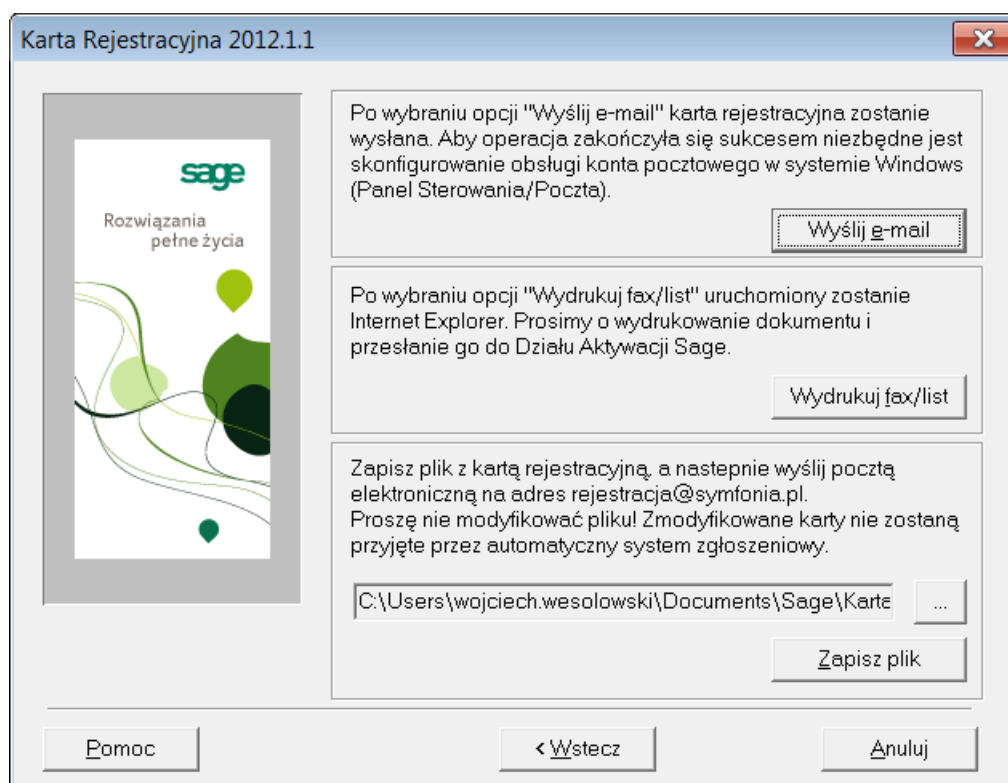 Karta Rejestracyjna 2012.1.1
sage
Rozwiązania
pełne życia
Po wybraniu opcji "Wyślij e-mail" karta rejestracyjna zostanie
wysłana. Aby operacja zakończyła się sukcesem niezbędne jest
skonfigurowanie obsługi konta pocztowego w systemie Windows
(Panel Sterowania/Poczta).
Wyślij e-mail
Po wybraniu opcji "Wydrukuj fax/list" uruchomiony zostanie
Internet Explorer. Prosimy o wydrukowanie dokumentu i
przesłanie go do Działu Aktywacji Sage.
Wydrukuj fax/list
Zapisz plik z kartą rejestracyjną, a nastepnie wyślij pocztą
elektroniczną na adres rejestracja@symfonia.pl.
Proszę nie modyfikować pliku! Zmodyfikowane karty nie zostaną
przyjęte przez automatyczny system zgłoszeniowy.
C:\Users\wojciech.wesolowski\Documents\Sage\Karta
...
Zapisz plik
Pomoc
< Wstecz
Anuluj